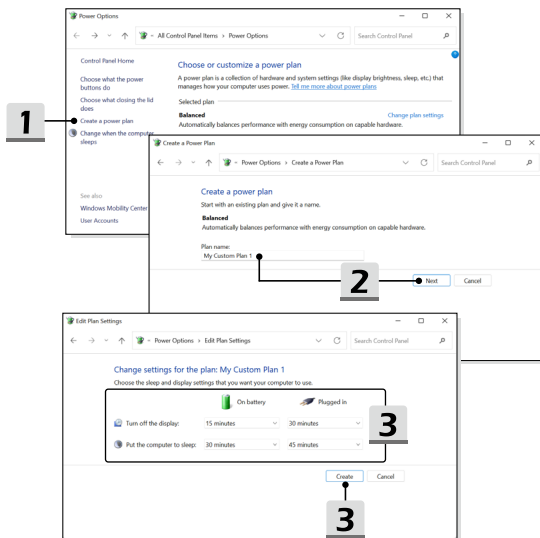 Power Options
All Control Panel Items > Power Options
Search Control Panel
Control Panel Home
Choose what the power
buttons do
Choose what closing the lid
does
Create a power plan
Change when the computer
sleeps
See also
Windows Mobility Center
User Accounts
Choose or customize a power plan
A power plan is a collection of hardware and system settings (like display brightness, sleep, etc.) that
manages how your computer uses power. Tell me more about power plans
Selected plan
Balanced
Change plan settings
Automatically balances performance with energy consumption on capable hardware.
1
Create a Power Plan
Power Options > Create a Power Plan
Search Control Panel
Create a power plan
Start with an existing plan and give it a name.
Balanced
Automatically balances performance with energy consumption on capable hardware.
Plan name:
My Custom Plan 1
2
Next
Cancel
Edit Plan Settings
Power Options > Edit Plan Settings
Search Control Panel
Change settings for the plan: My Custom Plan 1
Choose the sleep and display settings that you want your computer to use.
On battery
Plugged in
Turn off the display:
15 minutes
30 minutes
Put the computer to sleep:
30 minutes
45 minutes
3
Create
Cancel
3